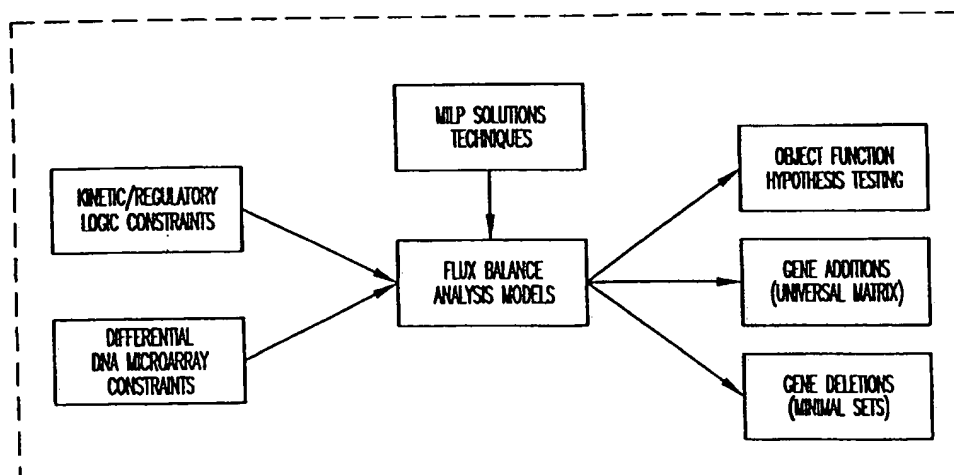 MILP SOLUTIONS
TECHNIQUES
KINETIC/REGULATORY
LOGIC CONSTRAINTS
DIFFERENTIAL
DNA MICROARRAY
CONSTRAINTS
FLUX BALANCE
ANALYSIS MODELS
OBJECT FUNCTION
HYPOTHESIS TESTING
GENE ADDITIONS
(UNIVERSAL MATRIX)
GENE DELETIONS
(MINIMAL SETS)